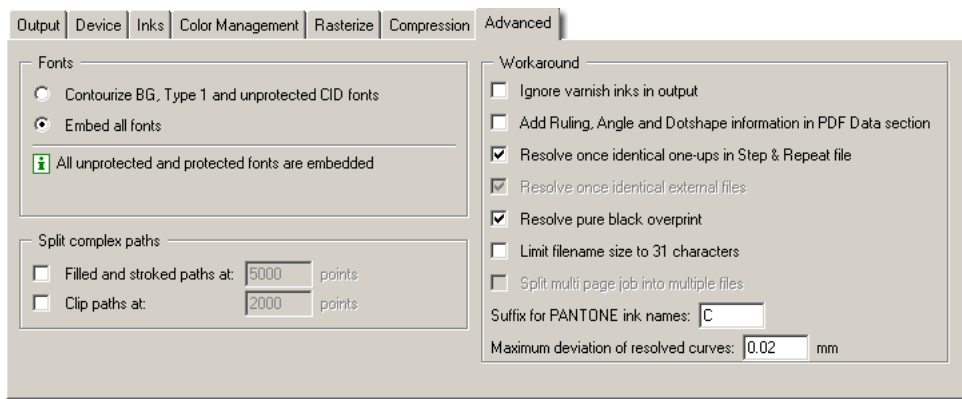 Output Device Inks Color Management Rasterize Compression Advanced
Fonts
Contourize BG, Type 1 and unprotected CID fonts
Embed all fonts
All unprotected and protected fonts are embedded
Split complex paths
Filled and stroked paths at: 5000 points
Clip paths at: 2000 points
Workaround
Ignore varnish inks in output
Add Ruling, Angle and Dotshape information in PDF Data section
Resolve once identical one-ups in Step & Repeat file
Resolve once identical external files
Resolve pure black overprint
Limit filename size to 31 characters
Split multi page job into multiple files
Suffix for PANTONE ink names: C
Maximum deviation of resolved curves: 0.02 mm